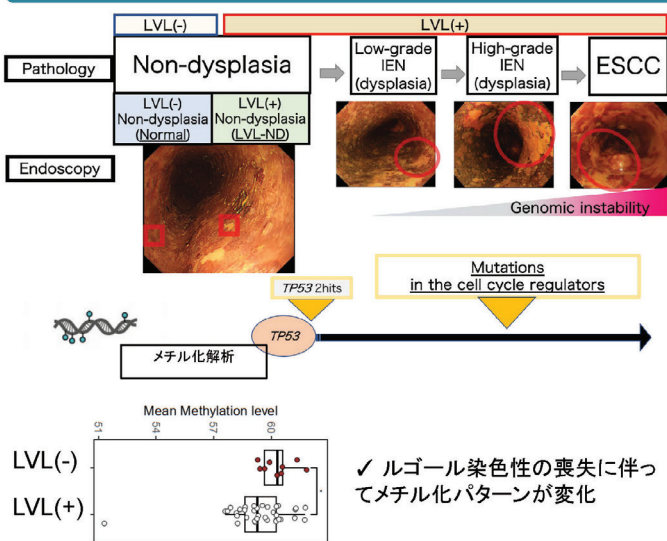 LVL(-)
LVL(+)
Pathology
Non-dysplasia
Low-grade
IEN
(dysplasia)
High-grade
IEN
(dysplasia)
ESCC
LVL(-)
Non-dysplasia
(Normal)
LVL(+)
Non-dysplasia
(LVL-ND)
Endoscopy
Genomic instability
TP53 2hits
Mutations
in the cell cycle regulators
TP53
メチル化解析
Mean Methylation level
51
54
57
60
LVL(-)
LVL(+)
*
✓ ルゴール染色性の喪失に伴っ
てメチル化パターンが変化